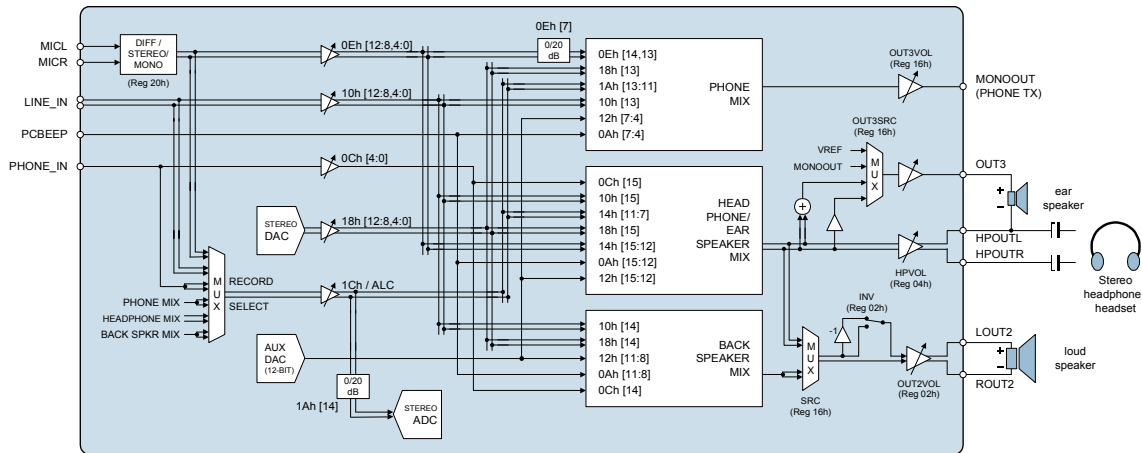 MICL
MICR
LINE_IN
PCBEEP
PHONE_IN
DIFF /
STEREO/
MONO
(Reg 20h)
0Eh [12:8,4:0]
10h [12:8,4:0]
0Ch [4:0]
STEREO
DAC
18h [12:8,4:0]
M
U
X
RECORD
SELECT
PHONE MIX
HEADPHONE MIX
BACK SPKR MIX
1Ch / ALC
AUX
DAC
(12-BIT)
0/20
dB
1Ah [14]
STEREO
ADC
0Eh [7]
0/20
dB
0Eh [14,13]
18h [13]
1Ah [13:11]
10h [13]
12h [7:4]
0Ah [7:4]
PHONE
MIX
0Ch [15]
10h [15]
14h [11:7]
18h [15]
14h [15:12]
0Ah [15:12]
12h [15:12]
HEAD
PHONE/
EAR
SPEAKER
MIX
10h [14]
18h [14]
12h [11:8]
0Ah [11:8]
0Ch [14]
BACK
SPEAKER
MIX
OUT3VOL
(Reg 16h)
MONOOUT
(PHONE TX)
OUT3SRC
(Reg 16h)
VREF
MONOOUT
M
U
X
+
OUT3
+
−
ear
speaker
HPOUTL
HPOUTR
HPVOL
(Reg 04h)
Stereo
headphone
headset
INV
(Reg 02h)
-1
M
U
X
SRC
(Reg 16h)
OUT2VOL
(Reg 02h)
LOUT2
+
−
ROUT2
loud
speaker